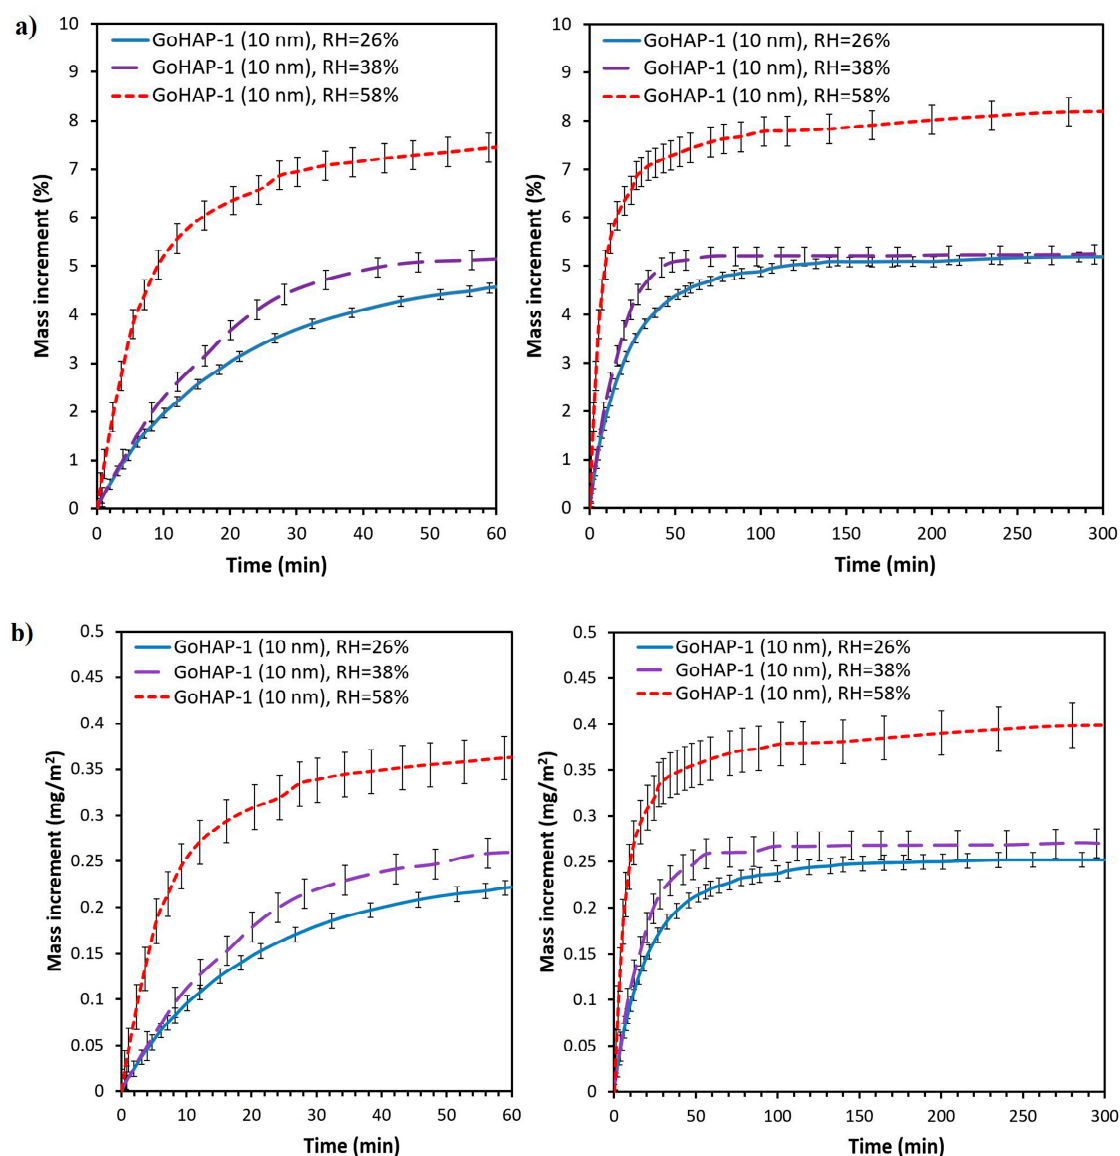 a)
Mass increment (%)
10
9
8
7
6
5
4
3
2
1
0
GoHAP-1 (10 nm), RH=26%
GoHAP-1 (10 nm), RH=38%
GoHAP-1 (10 nm), RH=58%
0 10 20 30 40 50 60
Time (min)
Mass increment (%)
10
9
8
7
6
5
4
3
2
1
0
GoHAP-1 (10 nm), RH=26%
GoHAP-1 (10 nm), RH=38%
GoHAP-1 (10 nm), RH=58%
0 50 100 150 200 250 300
Time (min)
b)
Mass increment (mg/m²)
0.5
0.45
0.4
0.35
0.3
0.25
0.2
0.15
0.1
0.05
0
GoHAP-1 (10 nm), RH=26%
GoHAP-1 (10 nm), RH=38%
GoHAP-1 (10 nm), RH=58%
0 10 20 30 40 50 60
Time (min)
Mass increment (mg/m²)
0.5
0.45
0.4
0.35
0.3
0.25
0.2
0.15
0.1
0.05
0
GoHAP-1 (10 nm), RH=26%
GoHAP-1 (10 nm), RH=38%
GoHAP-1 (10 nm), RH=58%
0 50 100 150 200 250 300
Time (min)